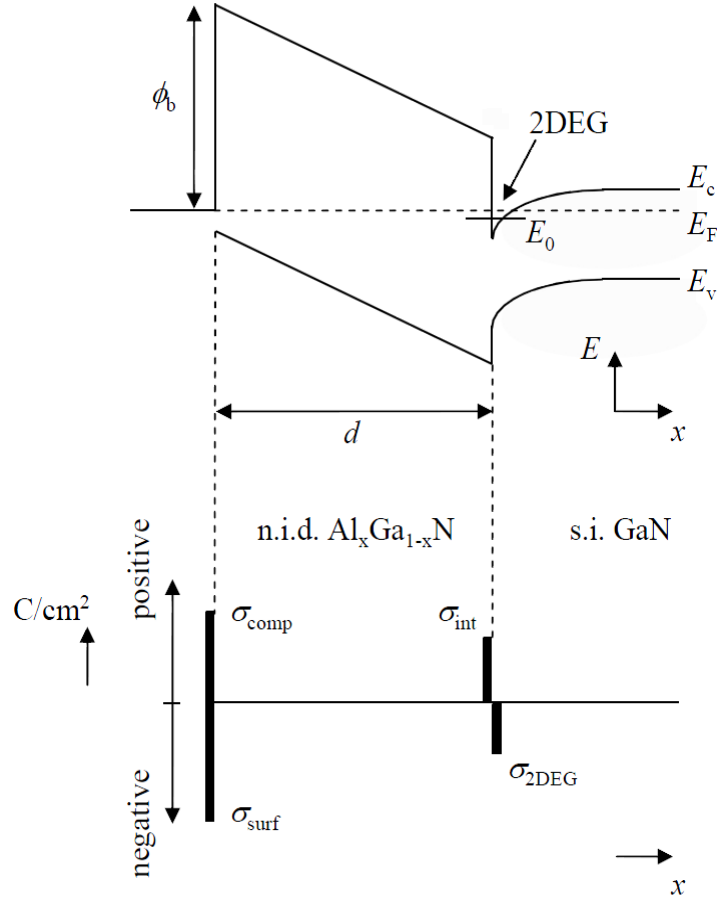 ϕb
2DEG
Ec
E0
EF
Ev
E
d
x
n.i.d. AlxGa1-xN
s.i. GaN
positive
C/cm²
σcomp
σint
negative
σsurf
σ2DEG
x